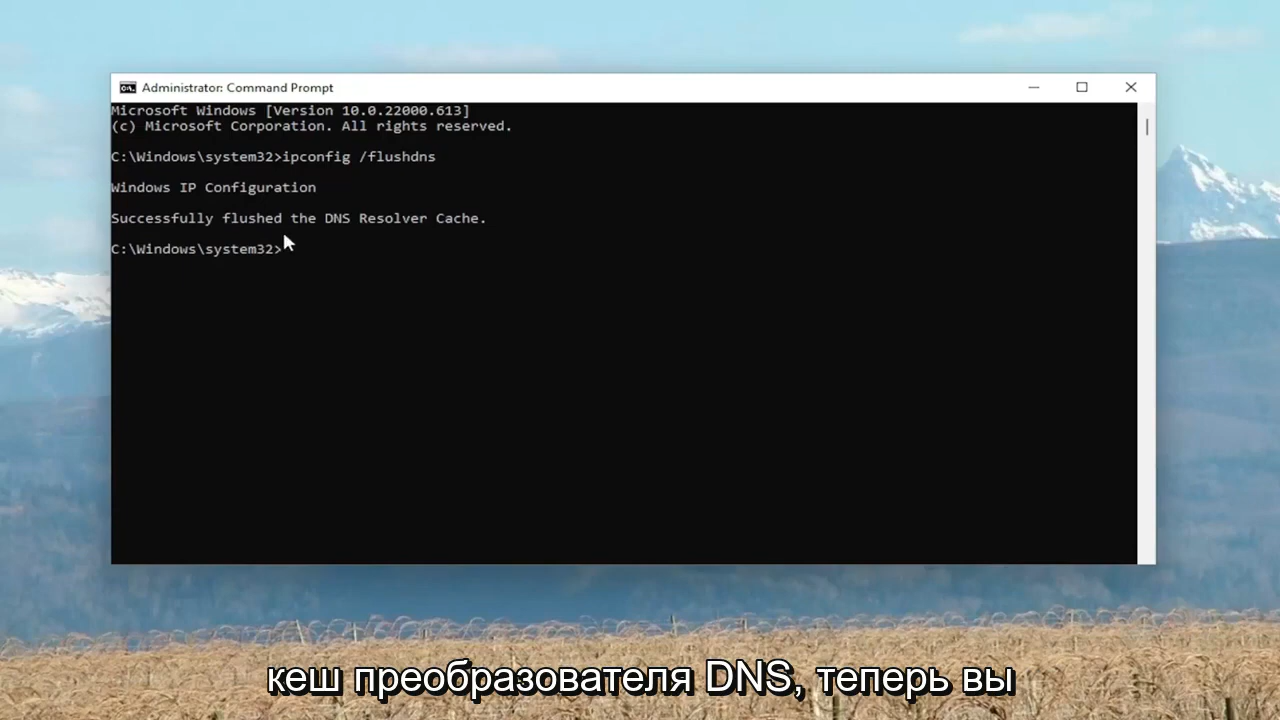 Administrator: Command Prompt
Microsoft Windows [Version 10.0.22000.613]
(c) Microsoft Corporation. All rights reserved.
C:\Windows\system32>ipconfig /flushdns
Windows IP Configuration
Successfully flushed the DNS Resolver Cache.
C:\Windows\system32>
кеш преобразователя DNS, теперь вы